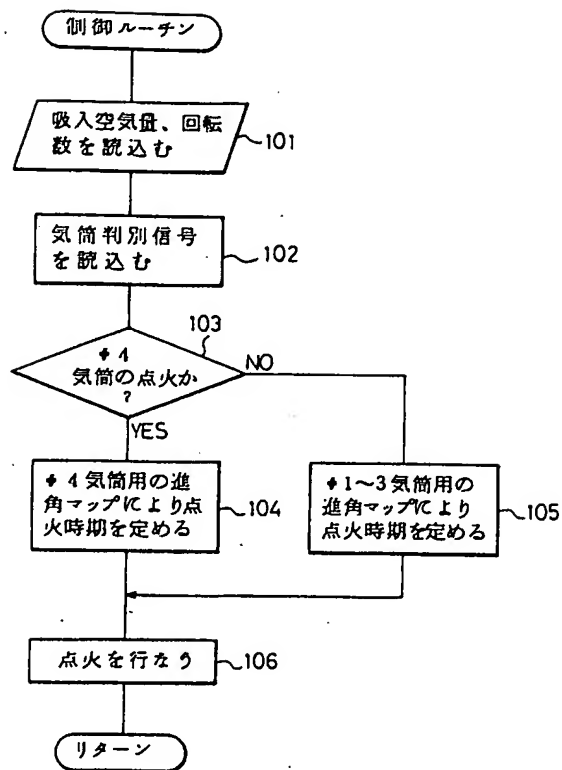 制御ルーチン
吸入空気量、回転
数を読込む
101
気筒判別信号
を読込む
102
103
#4
気筒の点火か
?
NO
YES
#4気筒用の進
角マップにより点
火時期を定める
104
#1~3気筒用の
進角マップにより
点火時期を定める
105
点火を行なう
106
リターン